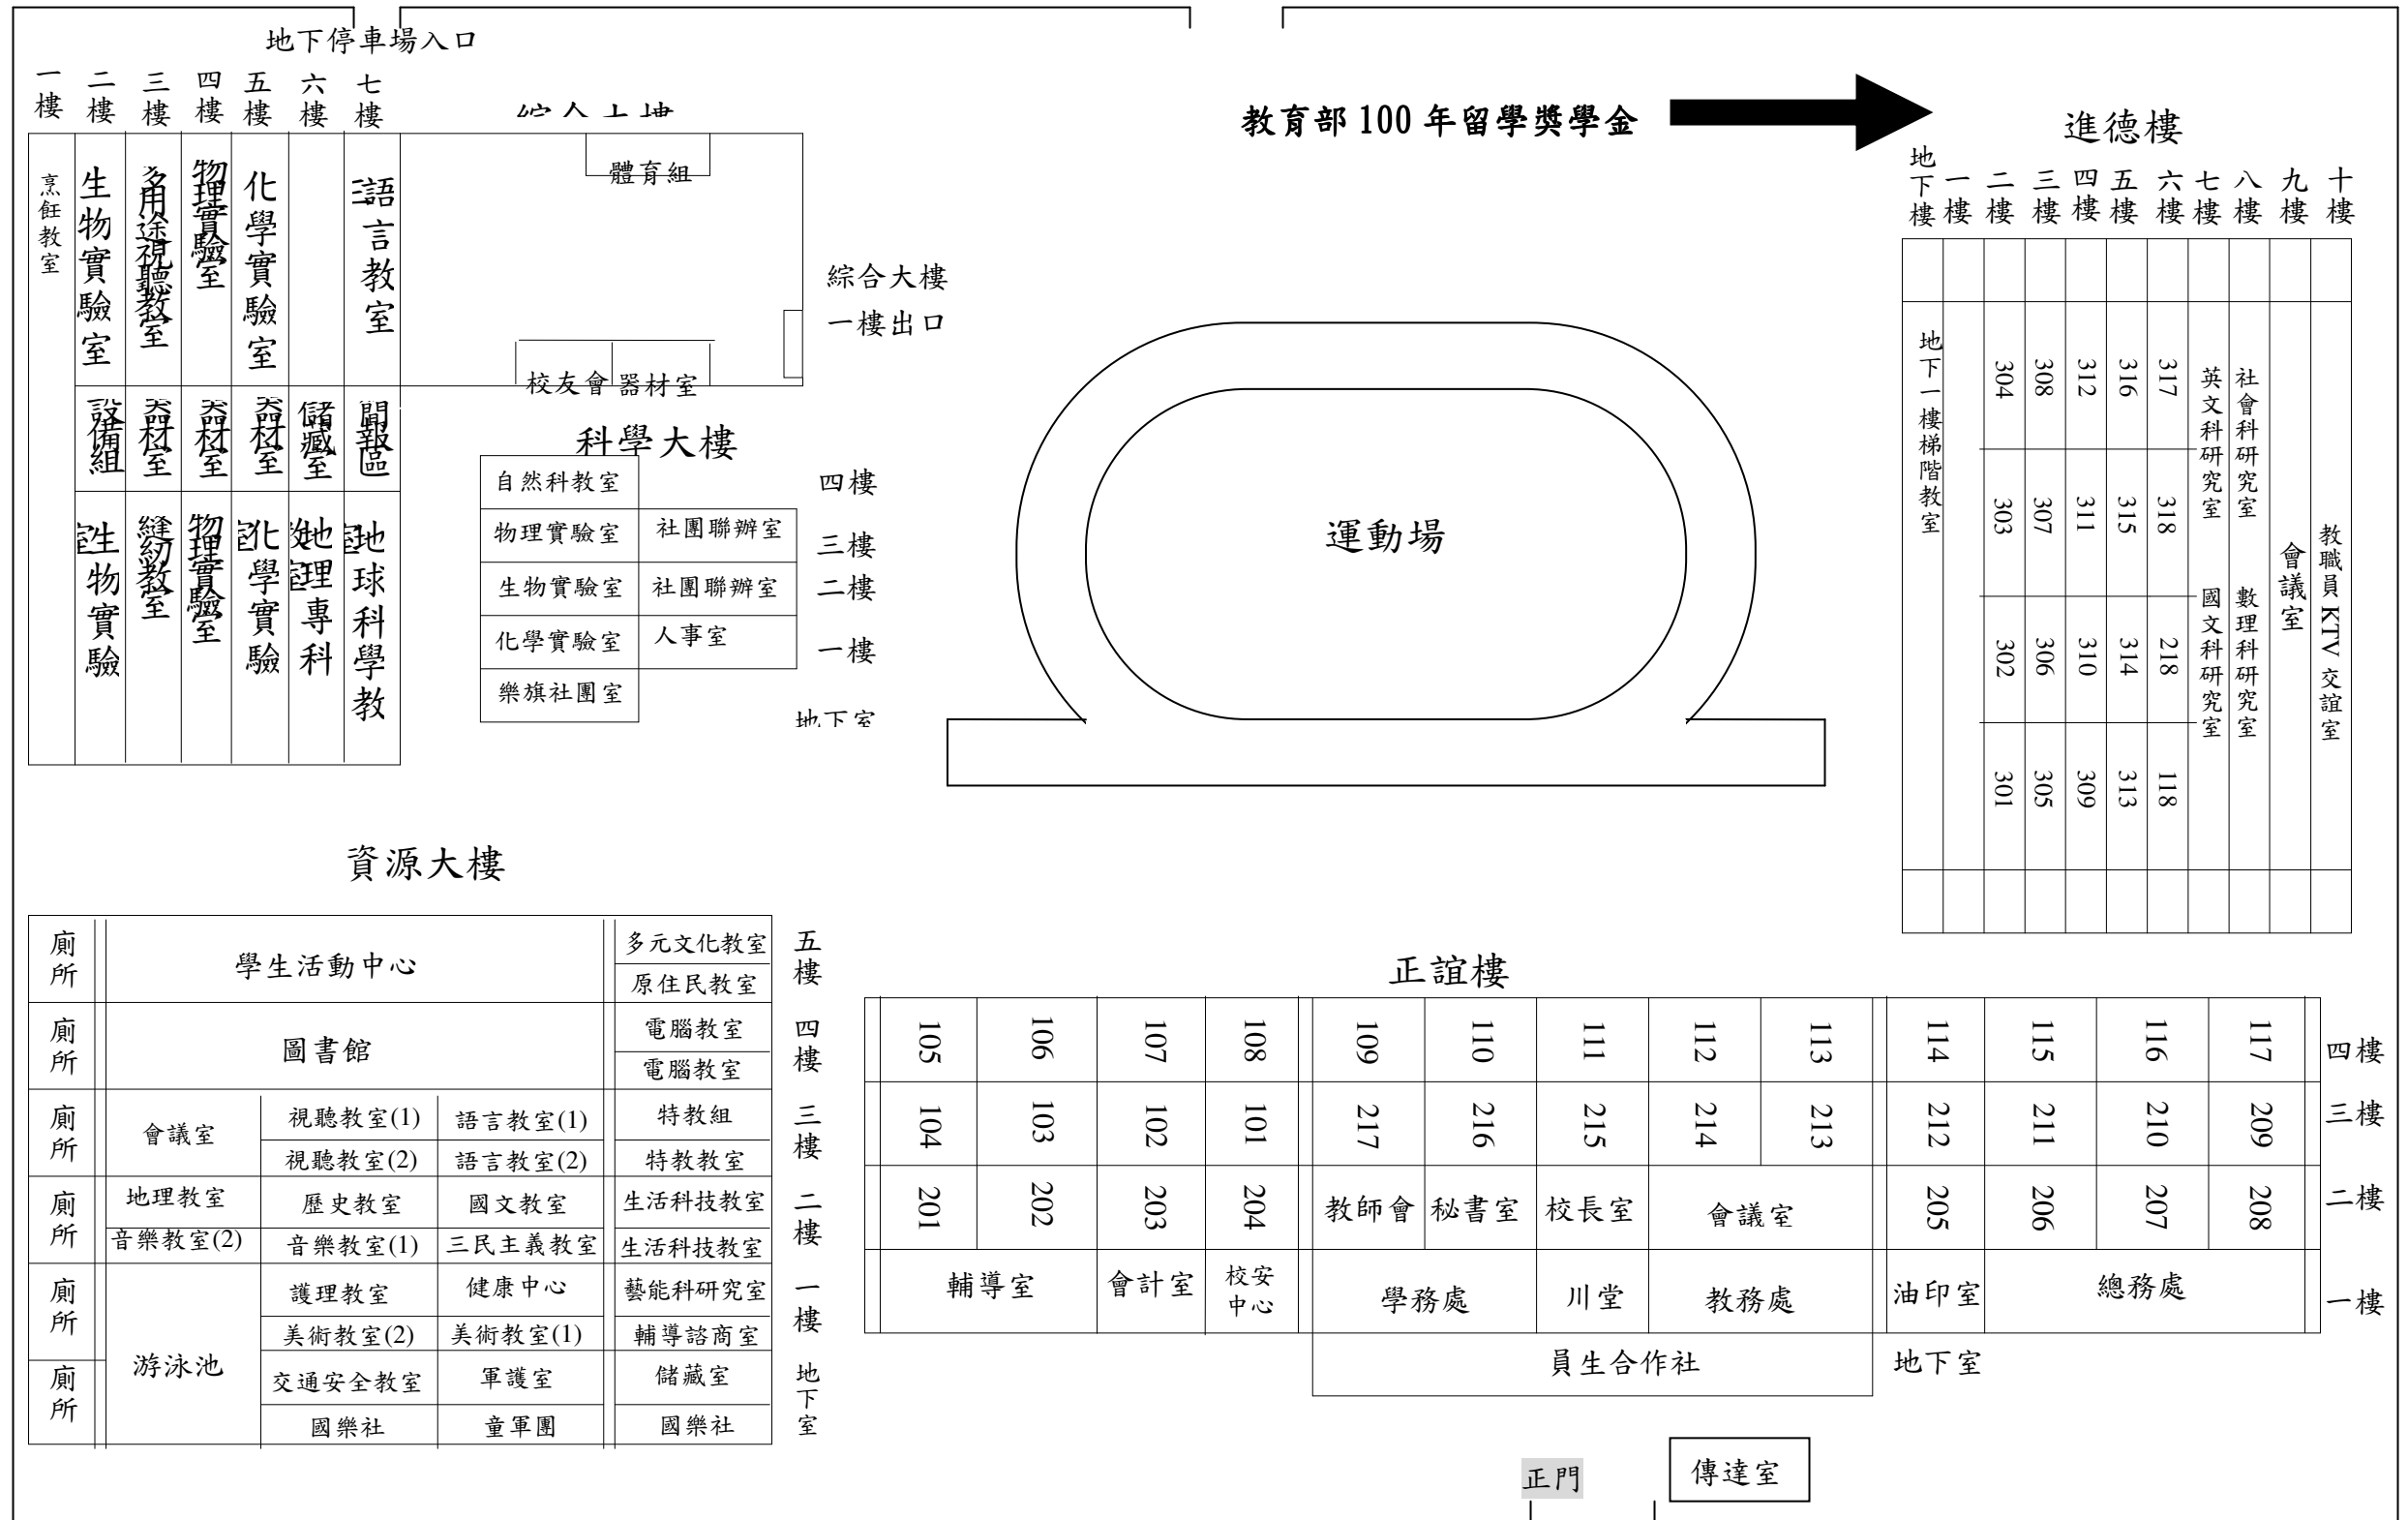 地下停車場入口
一樓
二樓
三樓
四樓
五樓
六樓
七樓
綜合大樓
烹飪教室
生物實驗室
多用途視聽教室
物理實驗室
化學實驗室
語言教室
設備組
器材室
器材室
器材室
儲藏室
閱報區
生物實驗室
縫紉教室
物理實驗室
化學實驗室
地理專科教室
地球科學教室
體育組
校友會
器材室
綜合大樓
一樓出口
科學大樓
自然科教室
四樓
物理實驗室
社團聯辦室
三樓
生物實驗室
社團聯辦室
二樓
化學實驗室
人事室
一樓
樂旗社團室
地下室
教育部 100 年留學獎學金
運動場
進德樓
地下樓
一樓
二樓
三樓
四樓
五樓
六樓
七樓
八樓
九樓
十樓
地下一樓梯階教室
304
308
312
316
317
303
307
311
315
318
302
306
310
314
218
301
305
309
313
118
英文科研究室
國文科研究室
社會科研究室
數理科研究室
會議室
教職員 KTV 交誼室
資源大樓
廁所
學生活動中心
多元文化教室
原住民教室
五樓
廁所
圖書館
電腦教室
電腦教室
四樓
廁所
會議室
視聽教室(1)
語言教室(1)
特教組
視聽教室(2)
語言教室(2)
特教教室
三樓
廁所
地理教室
歷史教室
國文教室
生活科技教室
音樂教室(2)
音樂教室(1)
三民主義教室
生活科技教室
二樓
廁所
游泳池
護理教室
健康中心
藝能科研究室
美術教室(2)
美術教室(1)
輔導諮商室
一樓
廁所
交通安全教室
軍護室
儲藏室
國樂社
童軍團
國樂社
地下室
正誼樓
105
106
107
108
109
110
111
112
113
114
115
116
117
四樓
104
103
102
101
217
216
215
214
213
212
211
210
209
三樓
201
202
203
204
教師會
秘書室
校長室
會議室
205
206
207
208
二樓
輔導室
會計室
校安中心
學務處
川堂
教務處
油印室
總務處
一樓
員生合作社
地下室
正門
傳達室